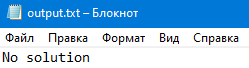 output.txt – Блокнот
Файл Правка Формат Вид Справка
No solution